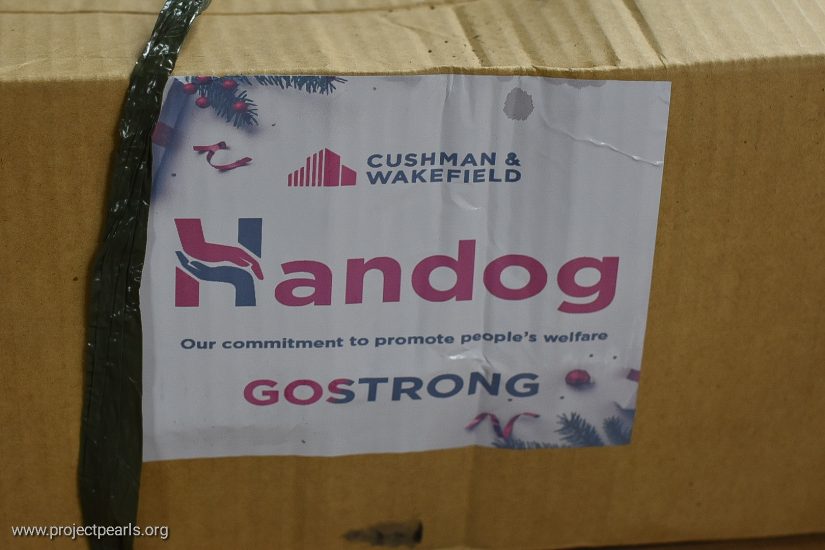 CUSHMAN &
WAKEFIELD
Handog
Our commitment to promote people's welfare
GOSTRONG
www.projectpearls.org